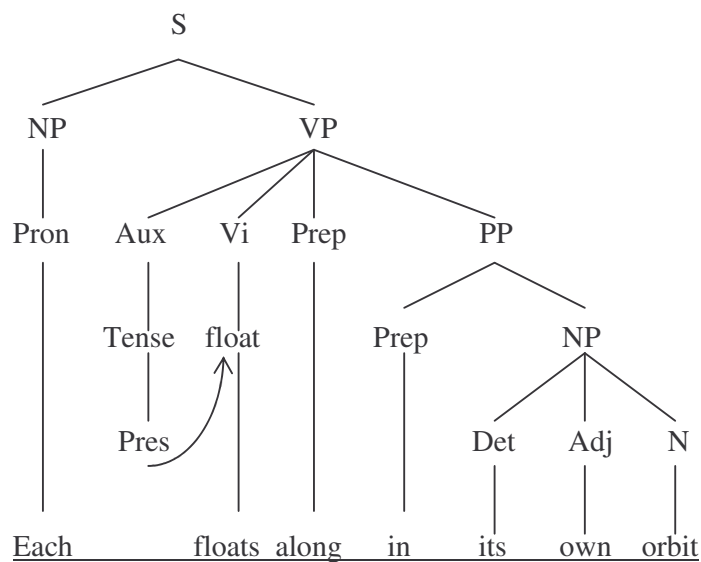 S
NP VP
Pron Aux Vi Prep PP
Tense float Prep NP
Pres Det Adj N
Each floats along in its own orbit